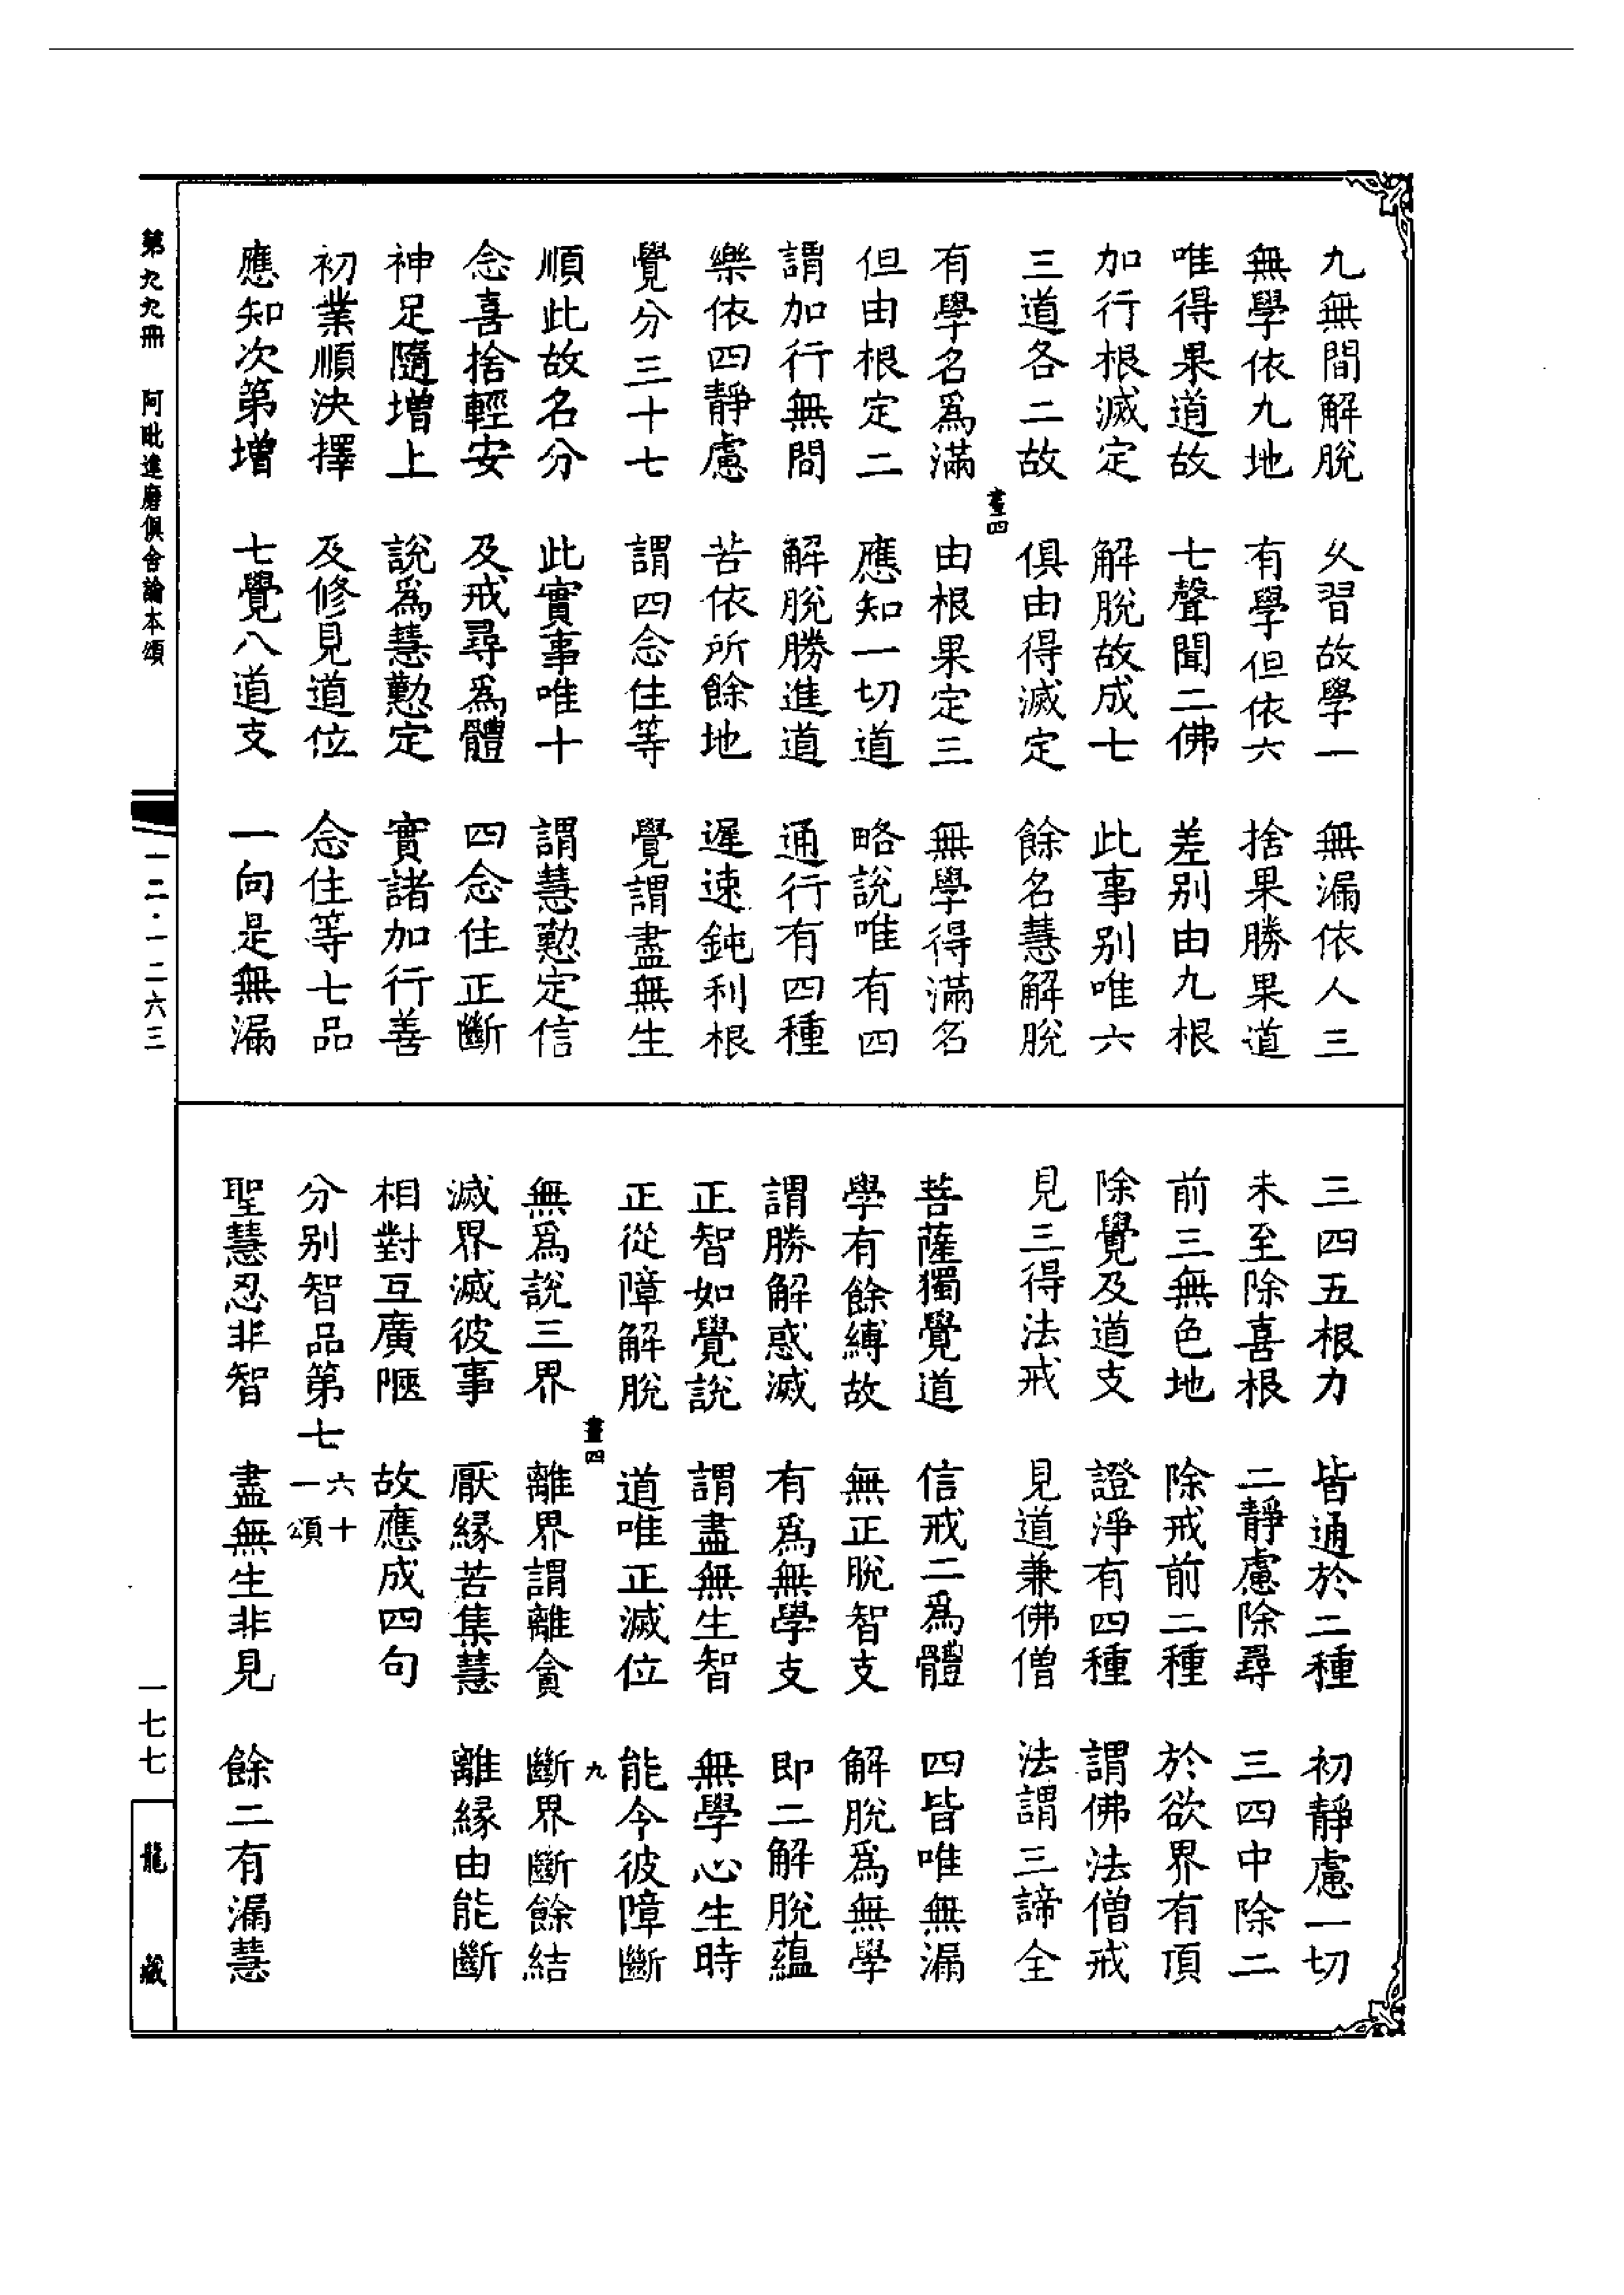 九無間解脫　久習故學一　無漏依人三
無學依九地　有學但依六　捨果勝果道
唯得果道故　七聲聞二佛　差別由九根
加行根滅定　解脫故成七　此事別唯六
三道各二故　俱由得滅定　餘名慧解脫
畫四
有學名爲滿　由根果定三　無學得滿名
但由根定二　應知一切道　略說唯有四
謂加行無間　解脫勝進道　通行有四種
樂依四靜慮　苦依所餘地　遲速鈍利根
覺分三十七　謂四念住等　覺謂盡無生
順此故名分　此實事唯十　謂慧勤定信
念喜捨輕安　及戒尋爲體　四念住正斷
神足隨增上　說爲慧勤定　實諸加行善
初業順決擇　及修見道位　念住等七品
應知次第增　七覺八道支　一向是無漏
三四五根力　皆通於二種　初靜慮一切
未至除喜根　二靜慮除尋　三四中除二
前三無色地　除戒前二種　於欲界有頂
除覺及道支　證淨有四種　謂佛法僧戒
見三得法戒　見道兼佛僧　法謂三諦全
菩薩獨覺道　信戒二爲體　四皆唯無漏
學有餘縛故　無正脫智支　解脫爲無學
謂勝解惑滅　有爲無學支　即二解脫蘊
正智如覺說　謂盡無生智　無學心生時
正從障解脫　道唯正滅位　能令彼障斷
畫四　九
無爲說三界　離界謂離貪　斷界斷餘結
滅界滅彼事　厭緣苦集慧　離緣由能斷
相對互廣陿　故應成四句
分別智品第七　六十一頌
聖慧忍非智　盡無生非見　餘二有漏慧
第九九冊　阿毗達磨俱舍論本頌
一二·一二六三
一七七
龍藏